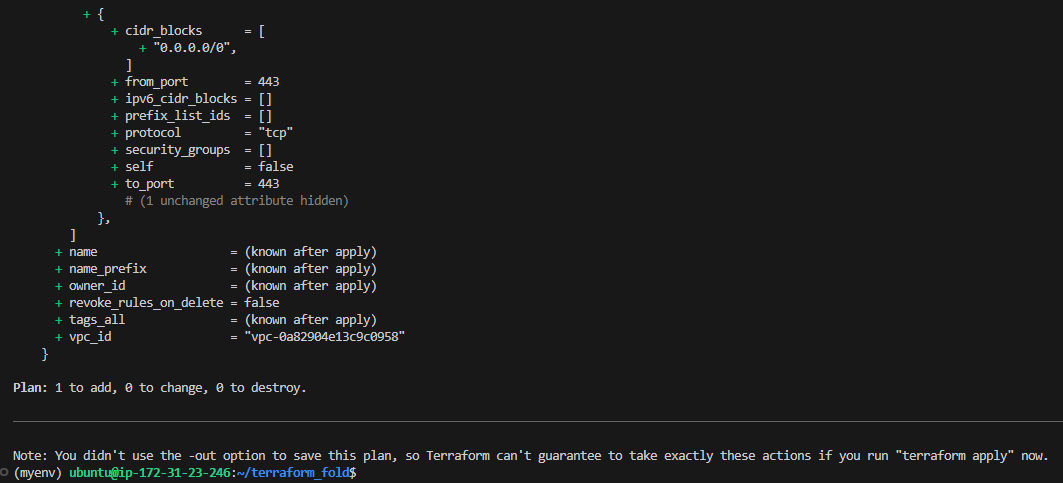 + {
+ cidr_blocks      = [
+ "0.0.0.0/0",
]
+ from_port        = 443
+ ipv6_cidr_blocks = []
+ prefix_list_ids  = []
+ protocol         = "tcp"
+ security_groups  = []
+ self             = false
+ to_port          = 443
# (1 unchanged attribute hidden)
},
]
+ name                   = (known after apply)
+ name_prefix            = (known after apply)
+ owner_id               = (known after apply)
+ revoke_rules_on_delete = false
+ tags_all               = (known after apply)
+ vpc_id                 = "vpc-0a82904e13c9c0958"
}
Plan: 1 to add, 0 to change, 0 to destroy.
Note: You didn't use the -out option to save this plan, so Terraform can't guarantee to take exactly these actions if you run "terraform apply" now.
(myenv) ubuntu@ip-172-31-23-246:~/terraform_fold$